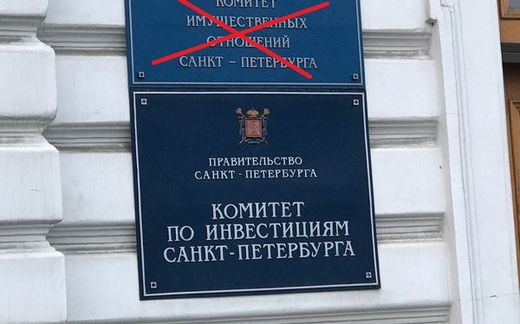 КОМИТЕТ
ИМУЩЕСТВЕННЫХ
ОТНОШЕНИЙ
САНКТ – ПЕТЕРБУРГА
ПРАВИТЕЛЬСТВО
САНКТ - ПЕТЕРБУРГА
КОМИТЕТ
ПО ИНВЕСТИЦИЯМ
САНКТ-ПЕТЕРБУРГА